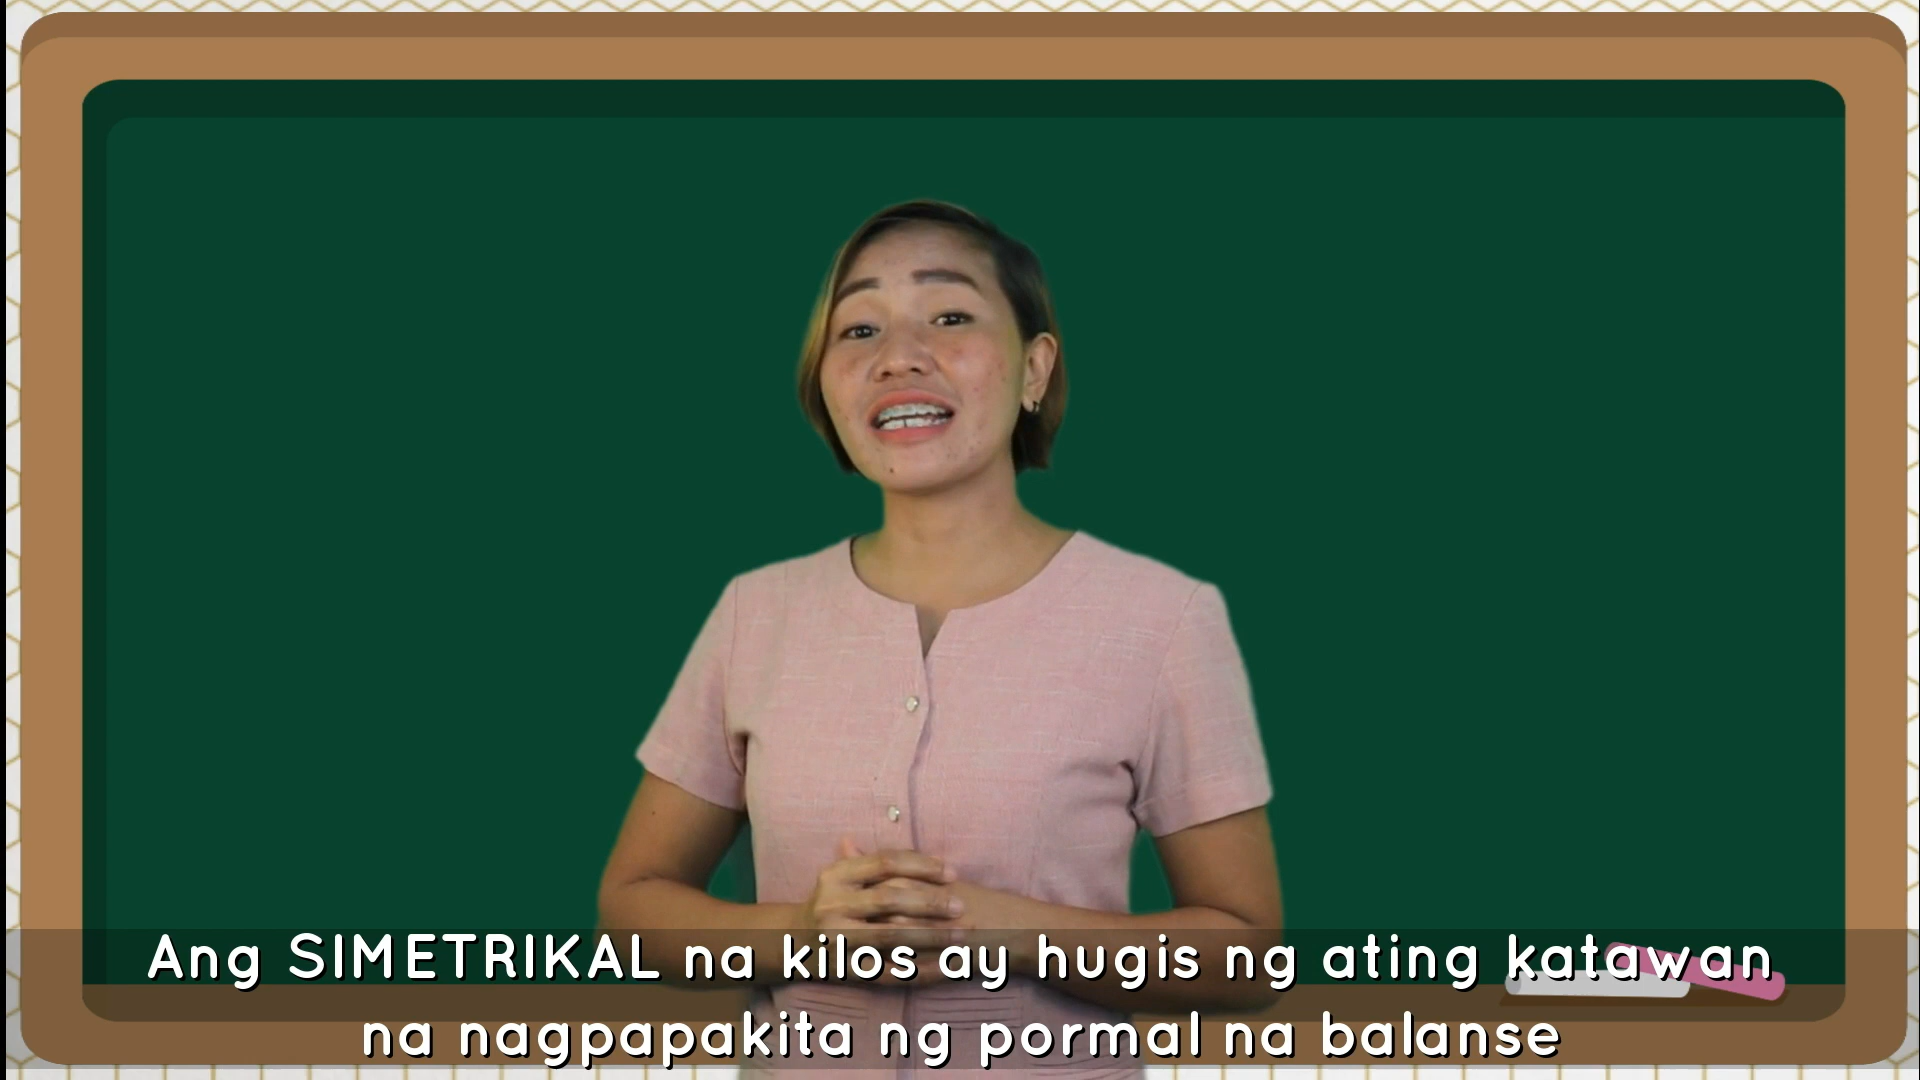 Ang SIMETRIKAL na kilos ay hugis ng ating katawan
na nagpapakita ng pormal na balanse